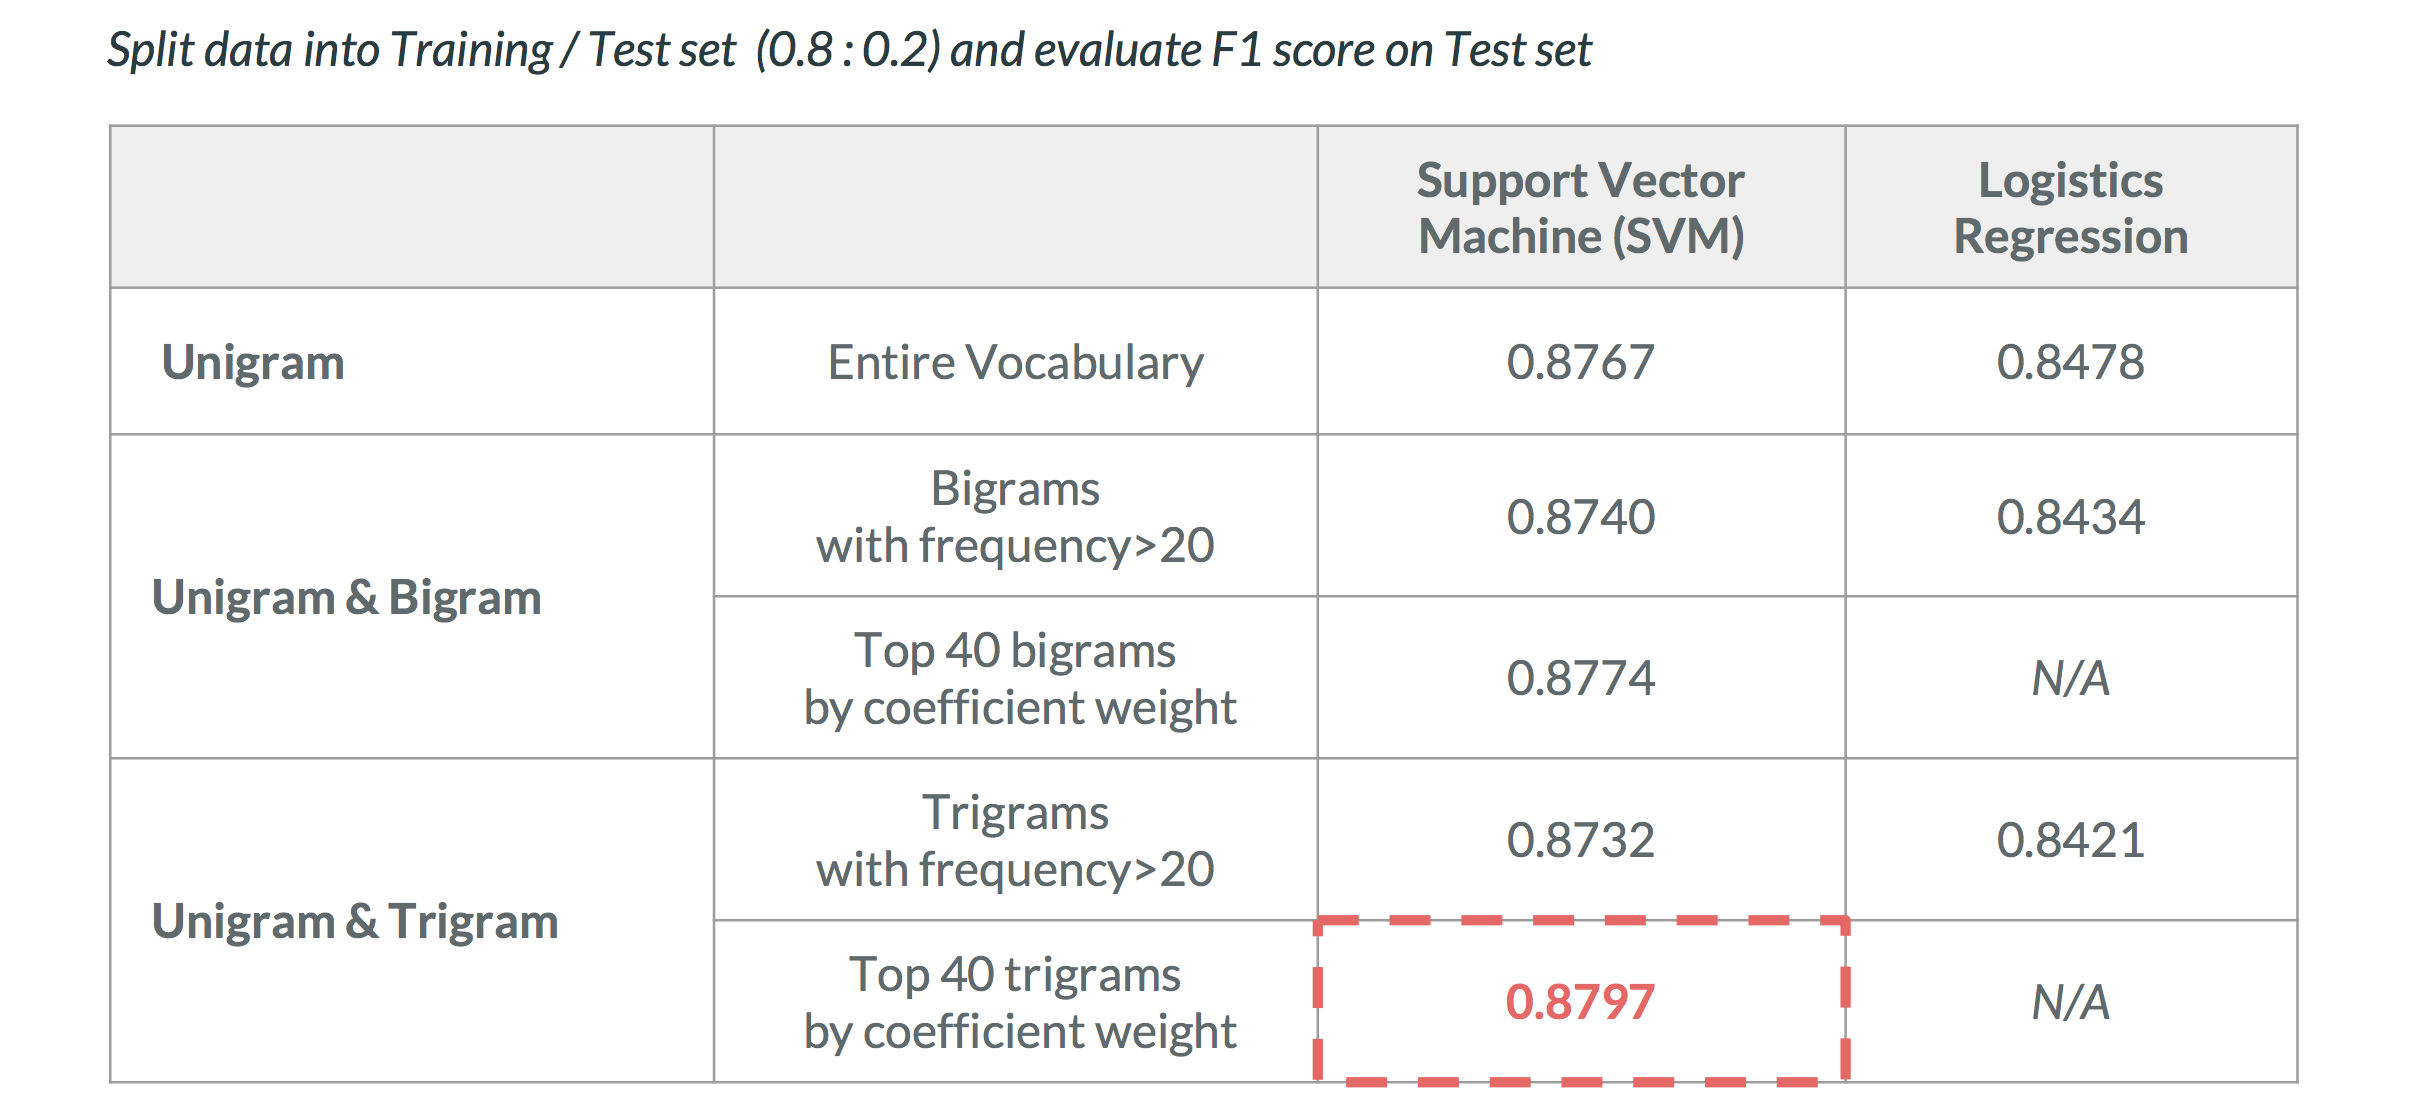 Split data into Training / Test set (0.8 : 0.2) and evaluate F1 score on Test set
Support Vector
Machine (SVM)
Logistics
Regression
Unigram
Entire Vocabulary
0.8767
0.8478
Unigram & Bigram
Bigrams
with frequency>20
0.8740
0.8434
Top 40 bigrams
by coefficient weight
0.8774
N/A
Unigram & Trigram
Trigrams
with frequency>20
0.8732
0.8421
Top 40 trigrams
by coefficient weight
0.8797
N/A